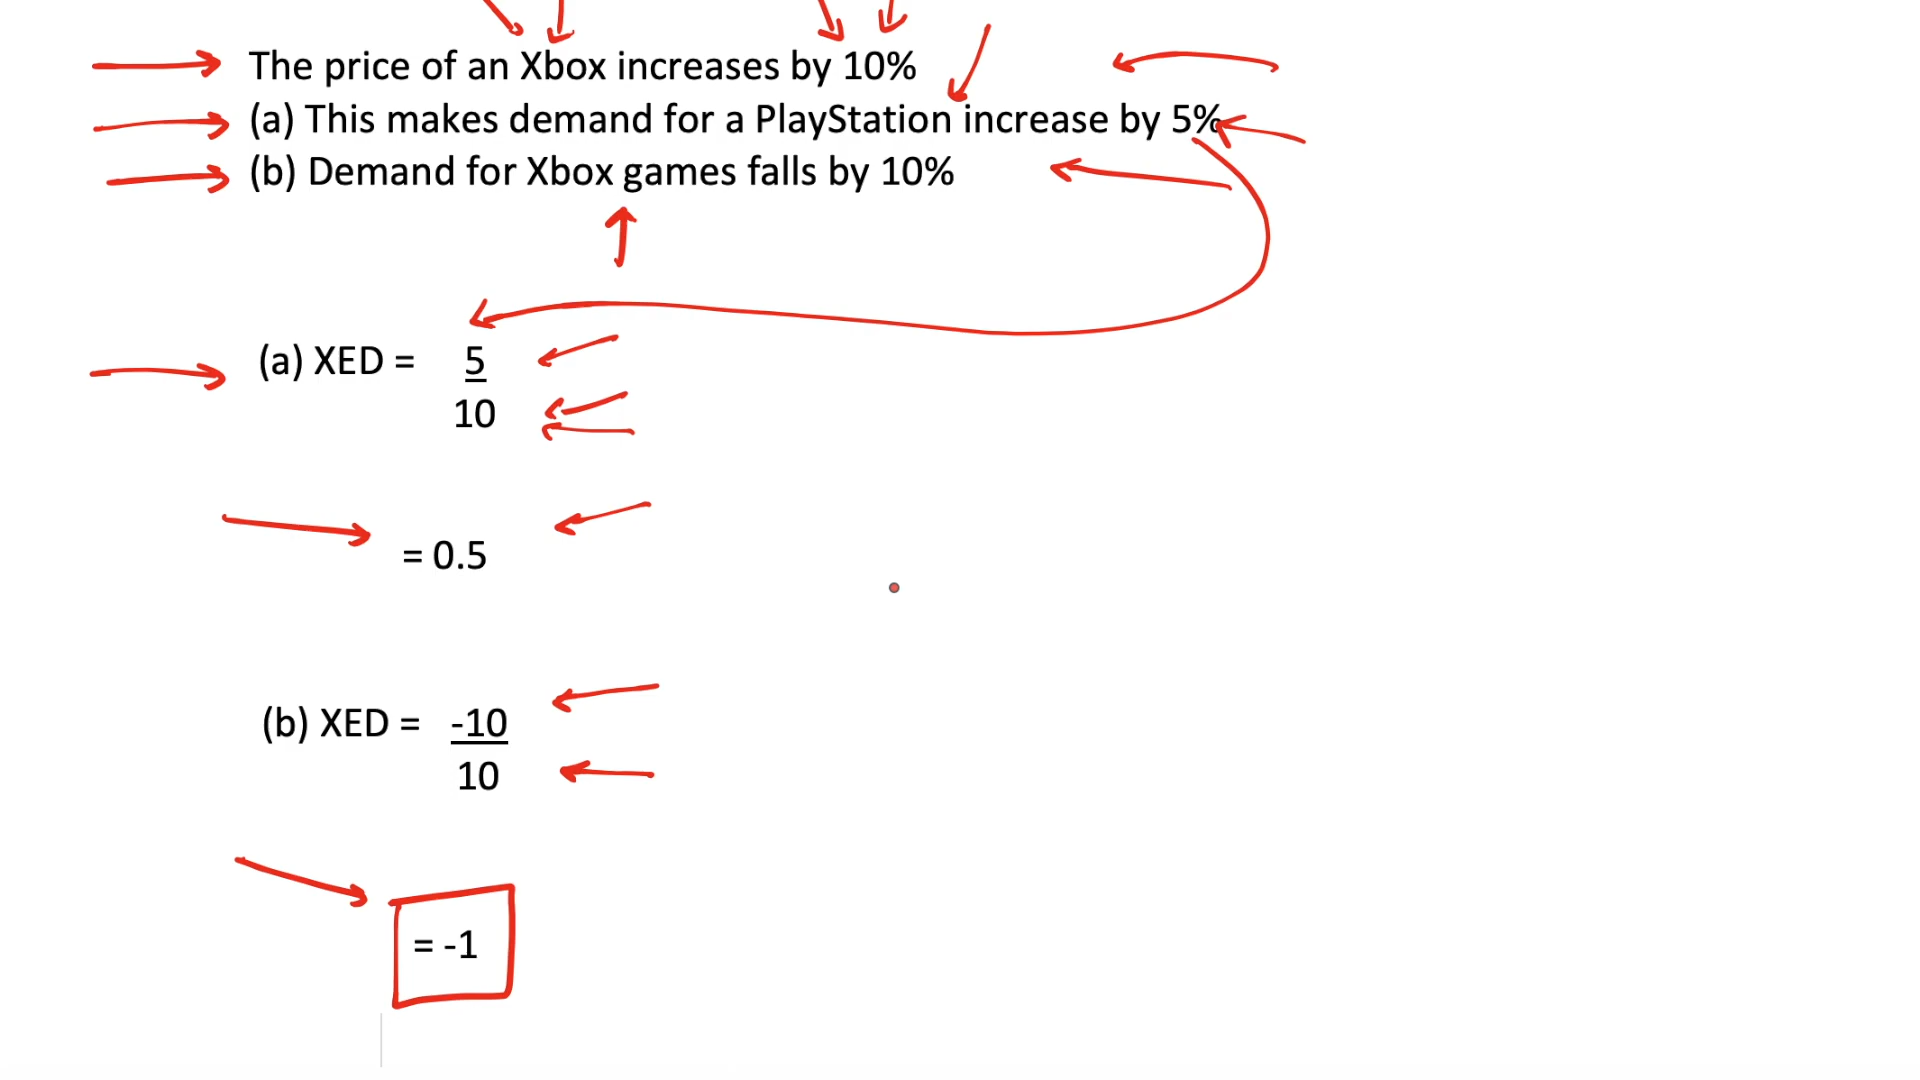 The price of an Xbox increases by 10%
(a) This makes demand for a PlayStation increase by 5%
(b) Demand for Xbox games falls by 10%
(a) XED = 5
10
= 0.5
(b) XED = -10
10
= -1